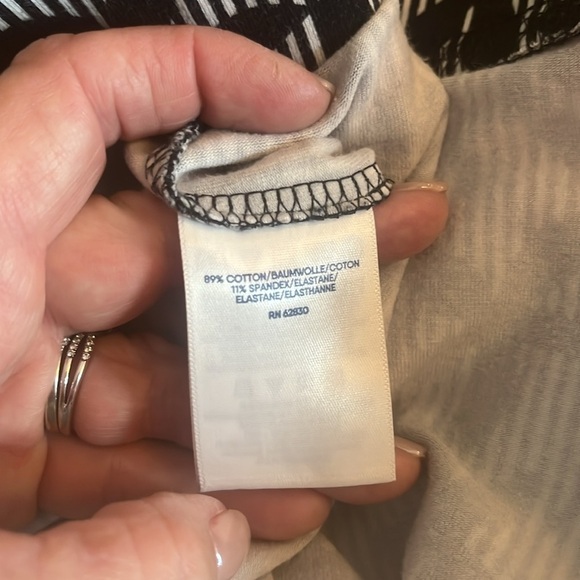 89% COTTON/BAUMWOLLE/COTON
11% SPANDEX/ELASTANE/
ELASTANE/ELASTHANNE
RN 62830